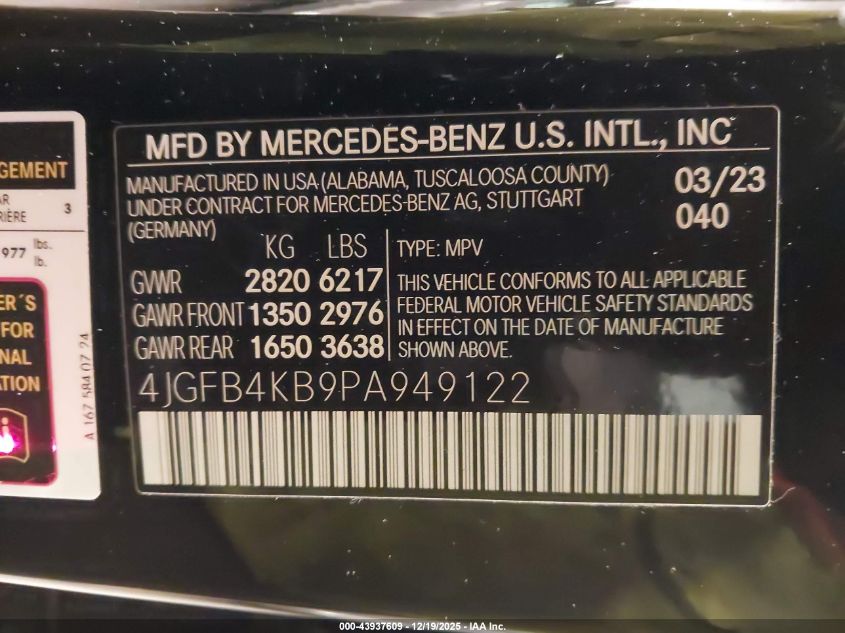 GEMENT
AR
RIÈRE 3
977 lbs.
lb.
ER'S
FOR
NAL
ATION
A 167 584 07 24
MFD BY MERCEDES-BENZ U.S. INTL., INC
MANUFACTURED IN USA (ALABAMA, TUSCALOOSA COUNTY)
UNDER CONTRACT FOR MERCEDES-BENZ AG, STUTTGART
(GERMANY)
03/23
040
KG LBS
GVWR 2820 6217
GAWR FRONT 1350 2976
GAWR REAR 1650 3638
TYPE: MPV
THIS VEHICLE CONFORMS TO ALL APPLICABLE
FEDERAL MOTOR VEHICLE SAFETY STANDARDS
IN EFFECT ON THE DATE OF MANUFACTURE
SHOWN ABOVE.
4JGFB4KB9PA949122
000-43937609 - 12/19/2025 - IAA Inc.